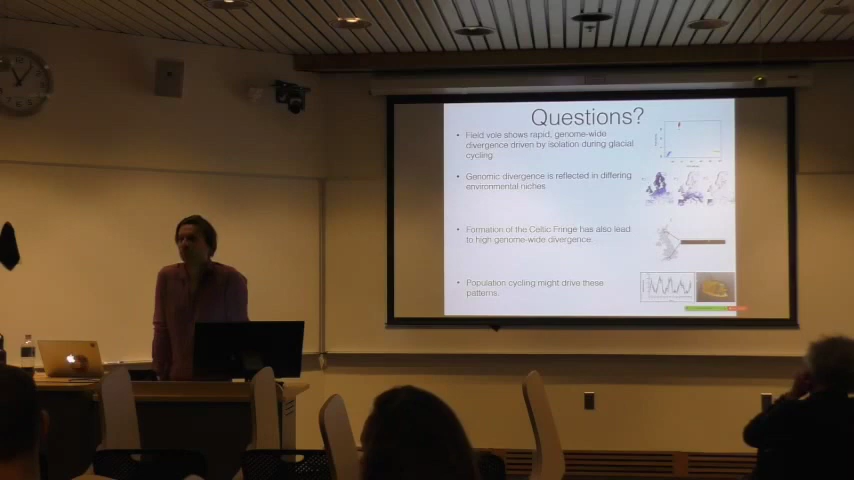 Questions?
• Field vole shows rapid, genome-wide
divergence driven by isolation during glacial
cycling
• Genomic divergence is reflected in differing
environmental niches
• Formation of the Celtic Fringe has also lead
to high genome-wide divergence
• Population cycling might drive these
patterns.